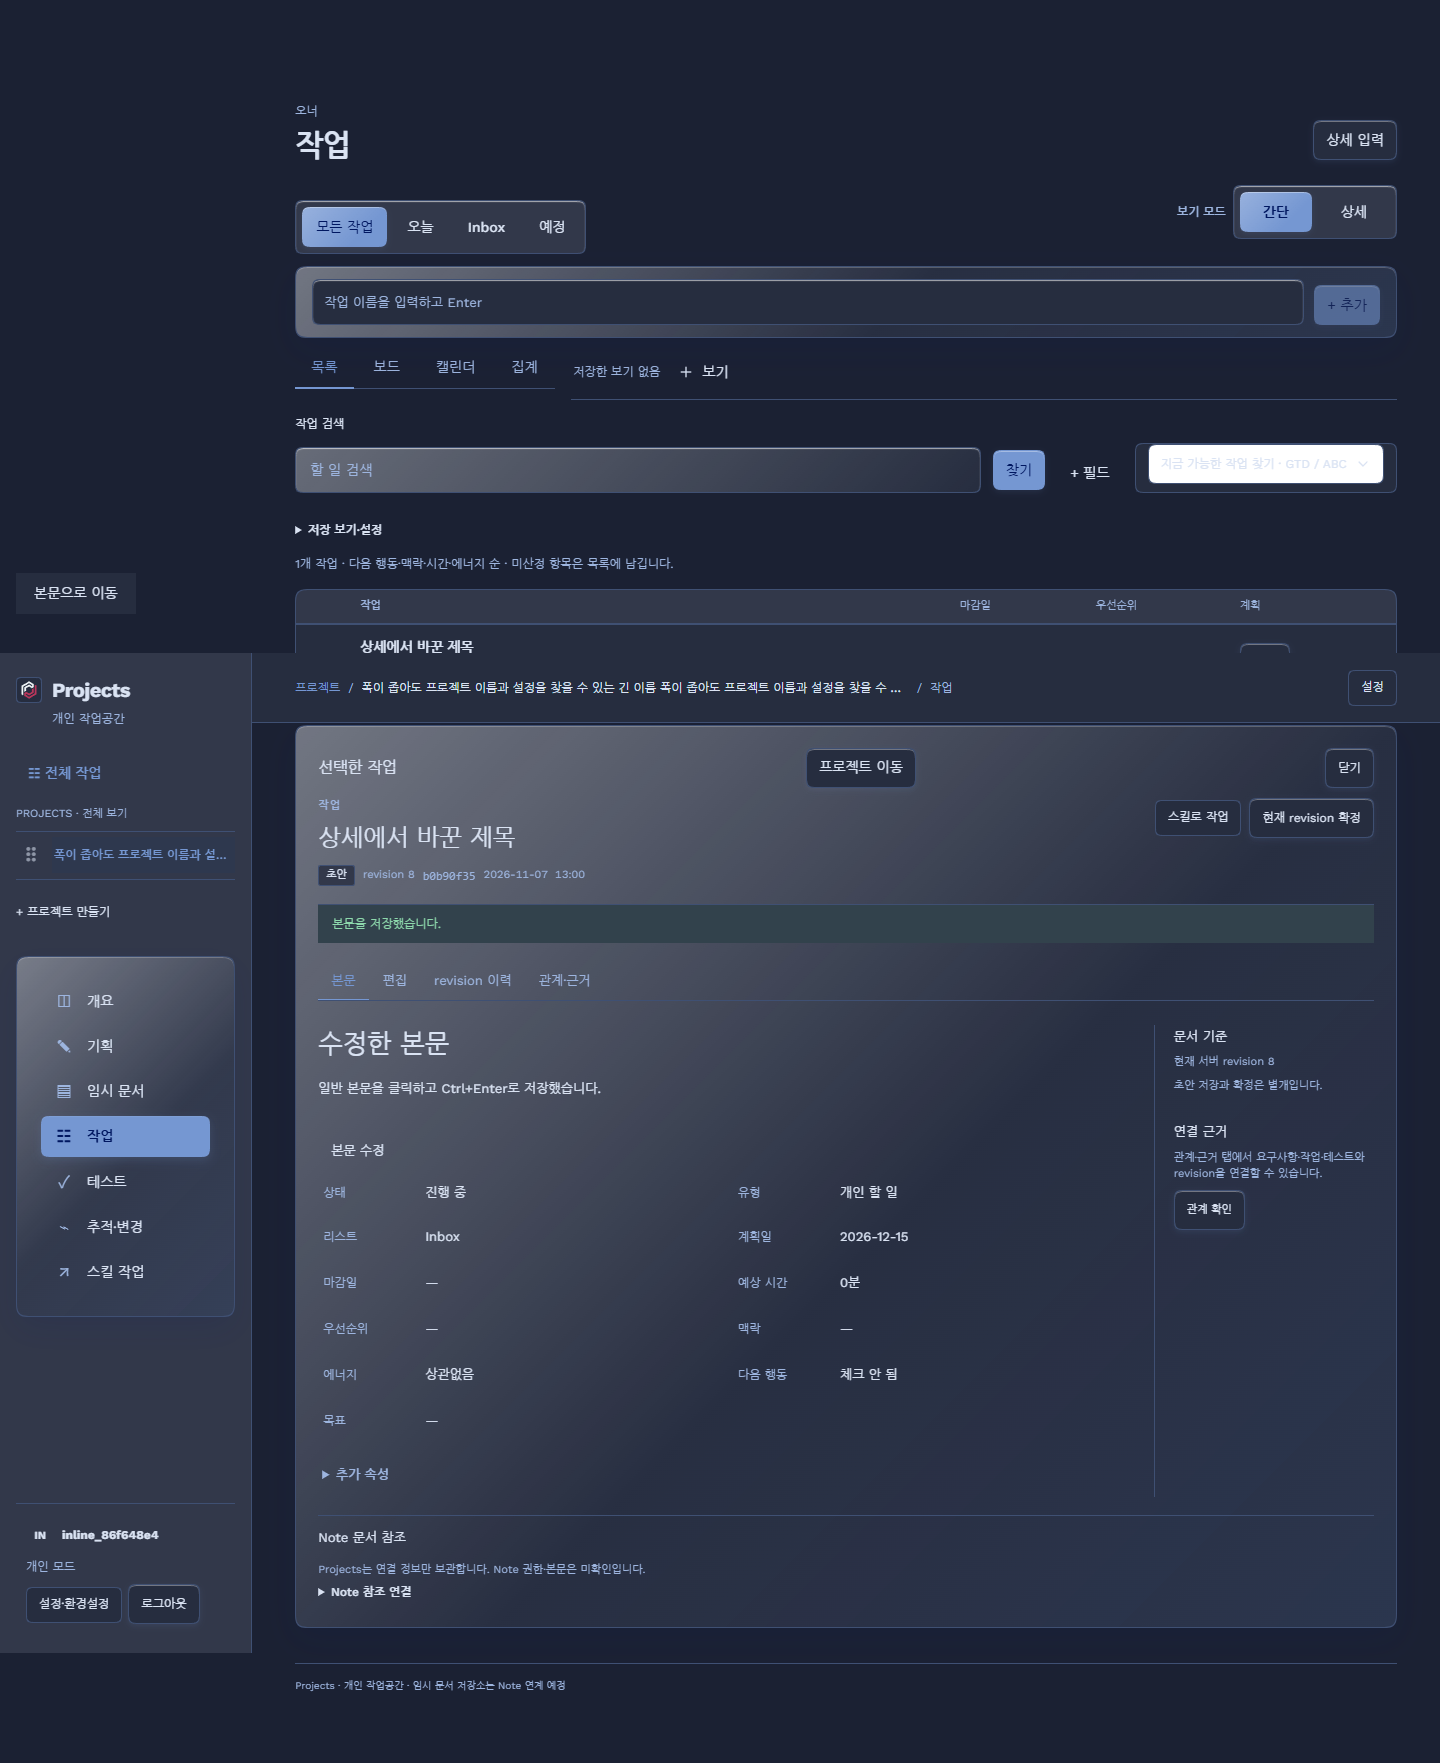 오너
작업
상세 입력
모든 작업 오늘 Inbox 예정
보기 모드 간단 상세
작업 이름을 입력하고 Enter
+ 추가
목록 보드 캘린더 집계 저장한 보기 없음 + 보기
작업 검색
할 일 검색 찾기 + 필드 지금 가능한 작업 찾기 · GTD / ABC
▶ 저장 보기·설정
1개 작업 · 다음 행동·맥락·시간·에너지 순 · 미산정 항목은 목록에 남깁니다.
본문으로 이동
작업 마감일 우선순위 계획
상세에서 바꾼 제목
Projects
개인 작업공간
프로젝트 / 폭이 좁아도 프로젝트 이름과 설정을 찾을 수 있는 긴 이름 폭이 좁아도 프로젝트 이름과 설정을 찾을 수 ... / 작업
설정
전체 작업
PROJECTS · 전체 보기
폭이 좁아도 프로젝트 이름과 설...
+ 프로젝트 만들기
개요
기획
임시 문서
작업
테스트
추적·변경
스킬 작업
IN inline_86f648e4
개인 모드
설정·환경설정 로그아웃
선택한 작업 프로젝트 이동 닫기
작업
상세에서 바꾼 제목
스킬로 작업 현재 revision 확정
초안 revision 8 b0b90f35 2026-11-07 13:00
본문을 저장했습니다.
본문 편집 revision 이력 관계·근거
수정한 본문
일반 본문을 클릭하고 Ctrl+Enter로 저장했습니다.
본문 수정
상태 진행 중 유형 개인 할 일
리스트 Inbox 계획일 2026-12-15
마감일 — 예상 시간 0분
우선순위 — 맥락 —
에너지 상관없음 다음 행동 체크 안 됨
목표 —
▶ 추가 속성
문서 기준
현재 서버 revision 8
초안 저장과 확정은 별개입니다.
연결 근거
관계·근거 탭에서 요구사항·작업·테스트와
revision을 연결할 수 있습니다.
관계 확인
Note 문서 참조
Projects는 연결 정보만 보관합니다. Note 권한·본문은 미확인입니다.
▶ Note 참조 연결
Projects · 개인 작업공간 · 임시 문서 저장소는 Note 연계 예정